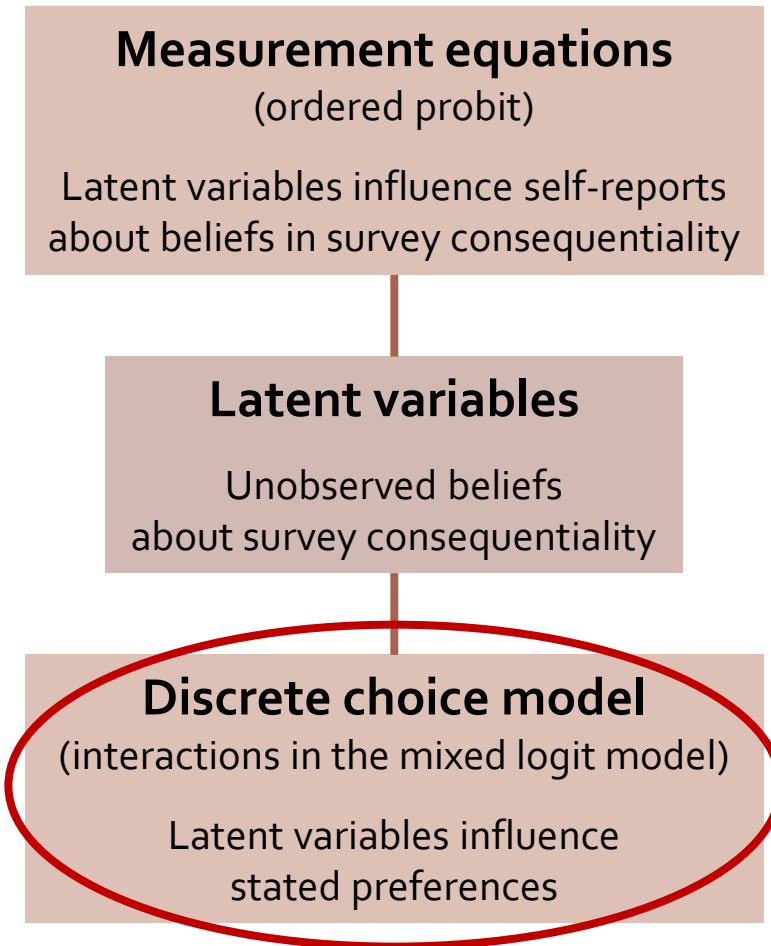 Measurement equations
(ordered probit)
Latent variables influence self-reports
about beliefs in survey consequentiality
Latent variables
Unobserved beliefs
about survey consequentiality
Discrete choice model
(interactions in the mixed logit model)
Latent variables influence
stated preferences